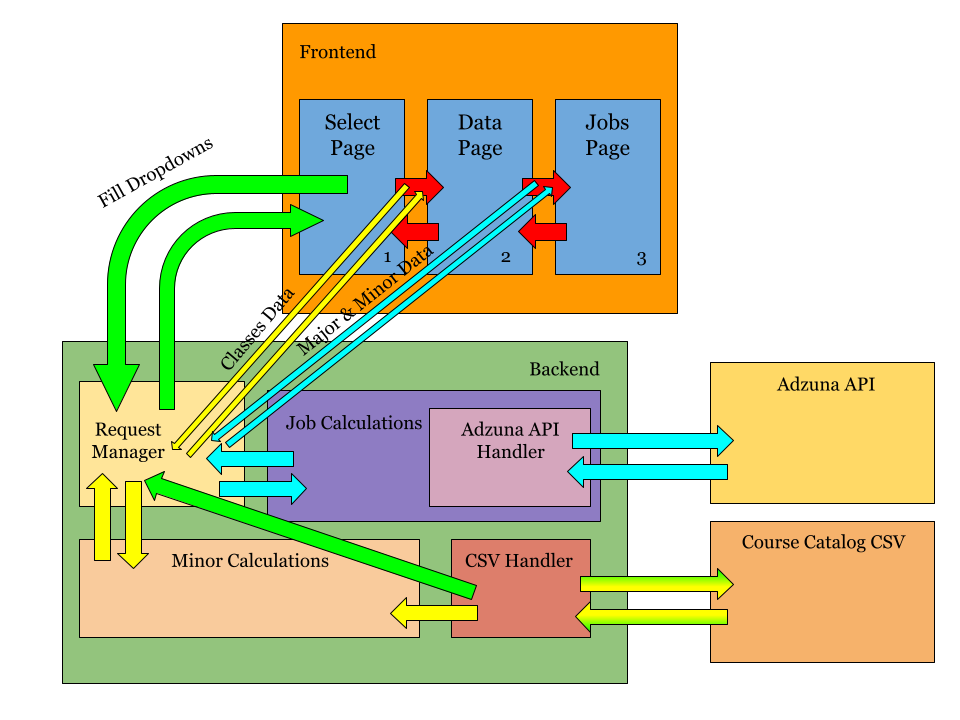 Frontend
Select
Page
Data
Page
Jobs
Page
1
2
3
Fill Dropdowns
Classes Data
Major & Minor Data
Backend
Request
Manager
Job Calculations
Adzuna API
Handler
Adzuna API
Minor Calculations
CSV Handler
Course Catalog CSV